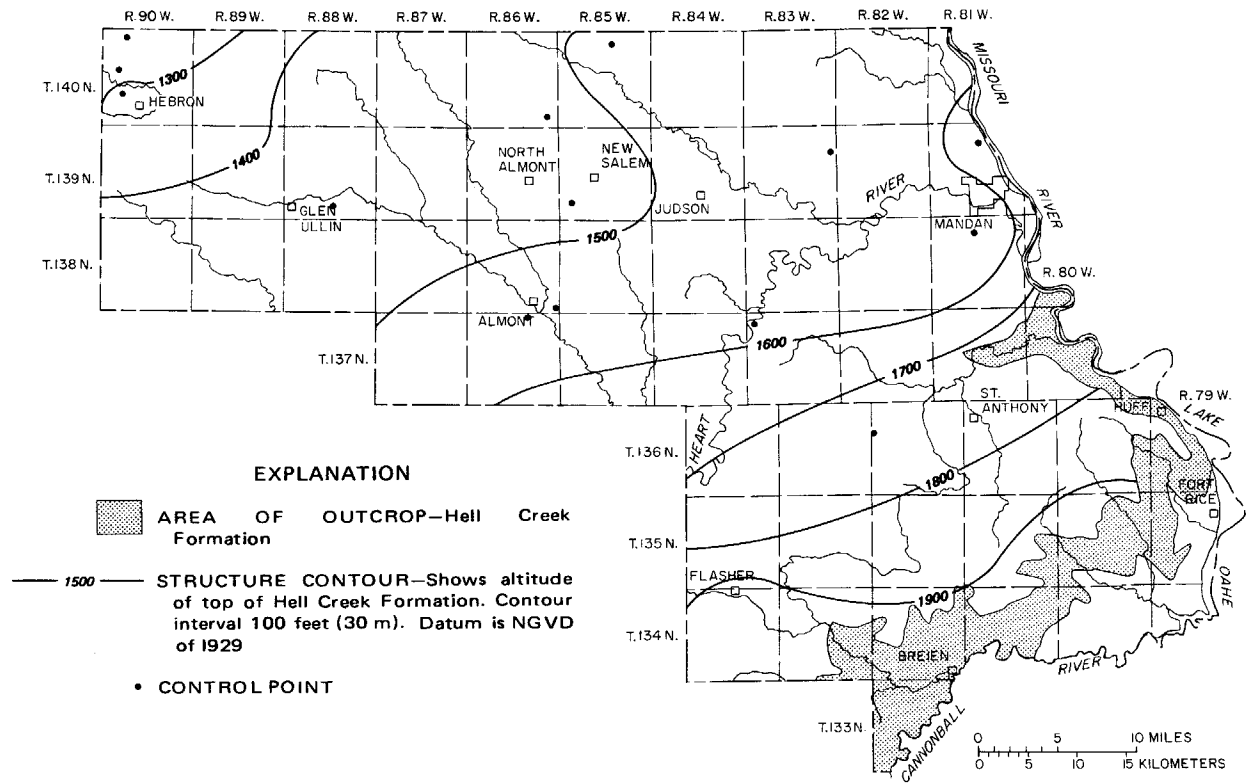 R.90 W. R.89 W. R.88 W. R.87 W. R.86 W. R.85 W. R.84 W. R.83 W. R.82 W. R.81 W.
MISSOURI
RIVER
T.140 N.
1300
HEBRON
1400
T.139 N.
NORTH
ALMONT
NEW
SALEM
JUDSON
RIVER
GLEN
ULLIN
MANDAN
1500
T.138 N.
R.80 W.
ALMONT
1600
T.137 N.
1700
ST.
ANTHONY
HUFF
R.79 W.
LAKE
HEART
T.136 N.
1800
FORT
RICE
T.135 N.
FLASHER
1900
OAHE
T.134 N.
BREIEN
RIVER
T.133 N.
CANNONBALL
EXPLANATION
AREA OF OUTCROP—Hell Creek
Formation
1500 STRUCTURE CONTOUR—Shows altitude
of top of Hell Creek Formation. Contour
interval 100 feet (30 m). Datum is NGVD
of 1929
CONTROL POINT
0 5 10 MILES
0 5 10 15 KILOMETERS